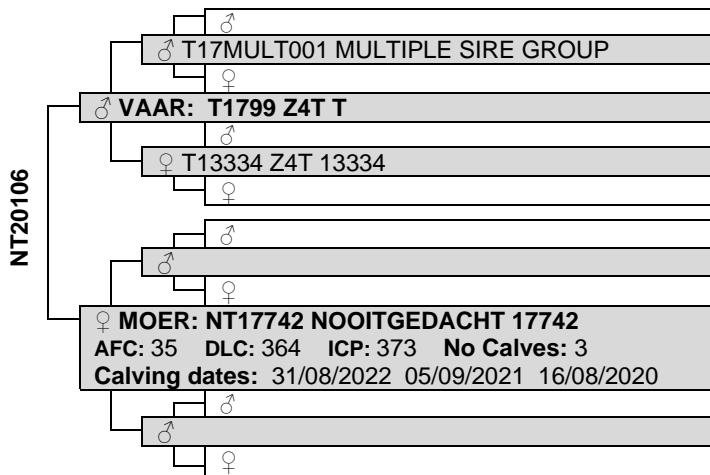 ♂
♂ T17MULT001 MULTIPLE SIRE GROUP
♀
♂ VAAR: T1799 Z4T T
♂
♀ T13334 Z4T 13334
♀
NT20106
♂
♂
♀
♀ MOER: NT17742 NOOITGEDACHT 17742
AFC: 35 DLC: 364 ICP: 373 No Calves: 3
Calving dates: 31/08/2022 05/09/2021 16/08/2020
♂
♂
♀